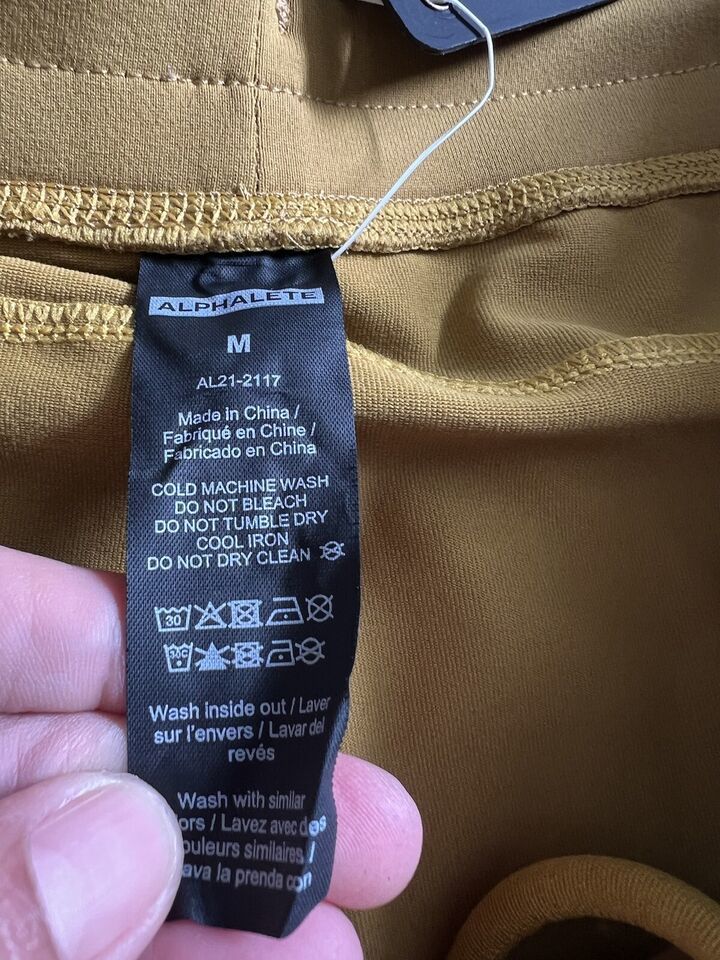 ALPHALETE
M
AL21-2117
Made in China /
Fabriqué en Chine /
Fabricado en China
COLD MACHINE WASH
DO NOT BLEACH
DO NOT TUMBLE DRY
COOL IRON
DO NOT DRY CLEAN
30
30C
Wash inside out / Laver
sur l'envers / Lavar del
revés
Wash with similar
/ Lavez avec des
similaires /
la prenda con